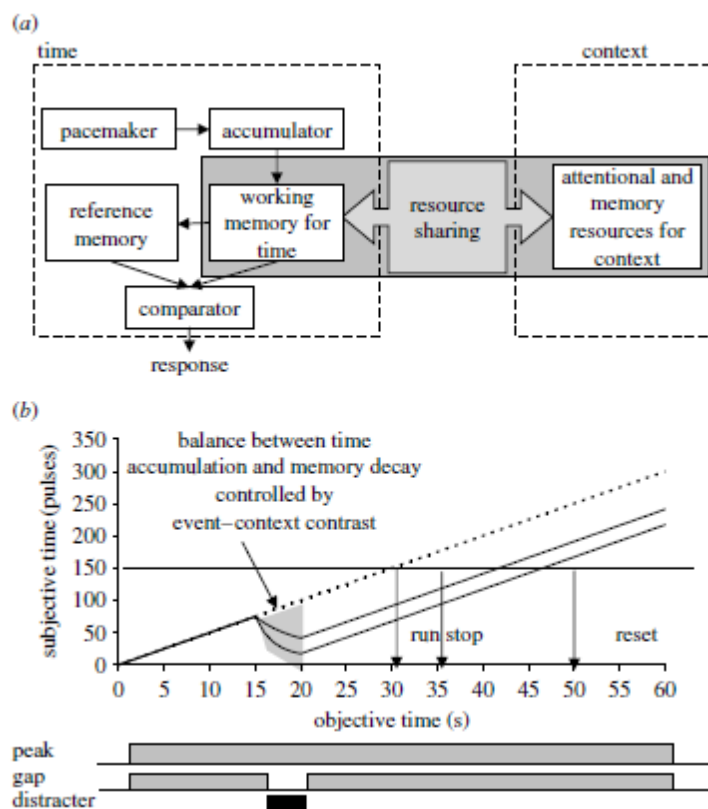 (a)
time
context
pacemaker
accumulator
reference
memory
working
memory for
time
resource
sharing
attentional and
memory
resources for
context
comparator
response
(b)
350
300
250
200
150
100
50
0
subjective time (pulses)
balance between time
accumulation and memory decay
controlled by
event–context contrast
run stop
reset
0 5 10 15 20 25 30 35 40 45 50 55 60
objective time (s)
peak
gap
distracter